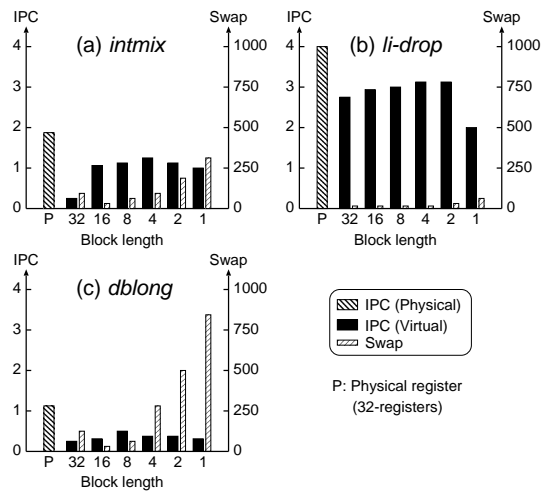 IPC Swap IPC Swap
(a) intmix (b) li-drop
4 1000 4 1000
3 750 3 750
2 500 2 500
1 250 1 250
0 0 0 0
P 32 16 8 4 2 1 P 32 16 8 4 2 1
Block length Block length
IPC Swap
(c) dblong
4 1000
3 750
2 500
1 250
0 0
P 32 16 8 4 2 1
Block length
IPC (Physical)
IPC (Virtual)
Swap
P: Physical register
(32-registers)